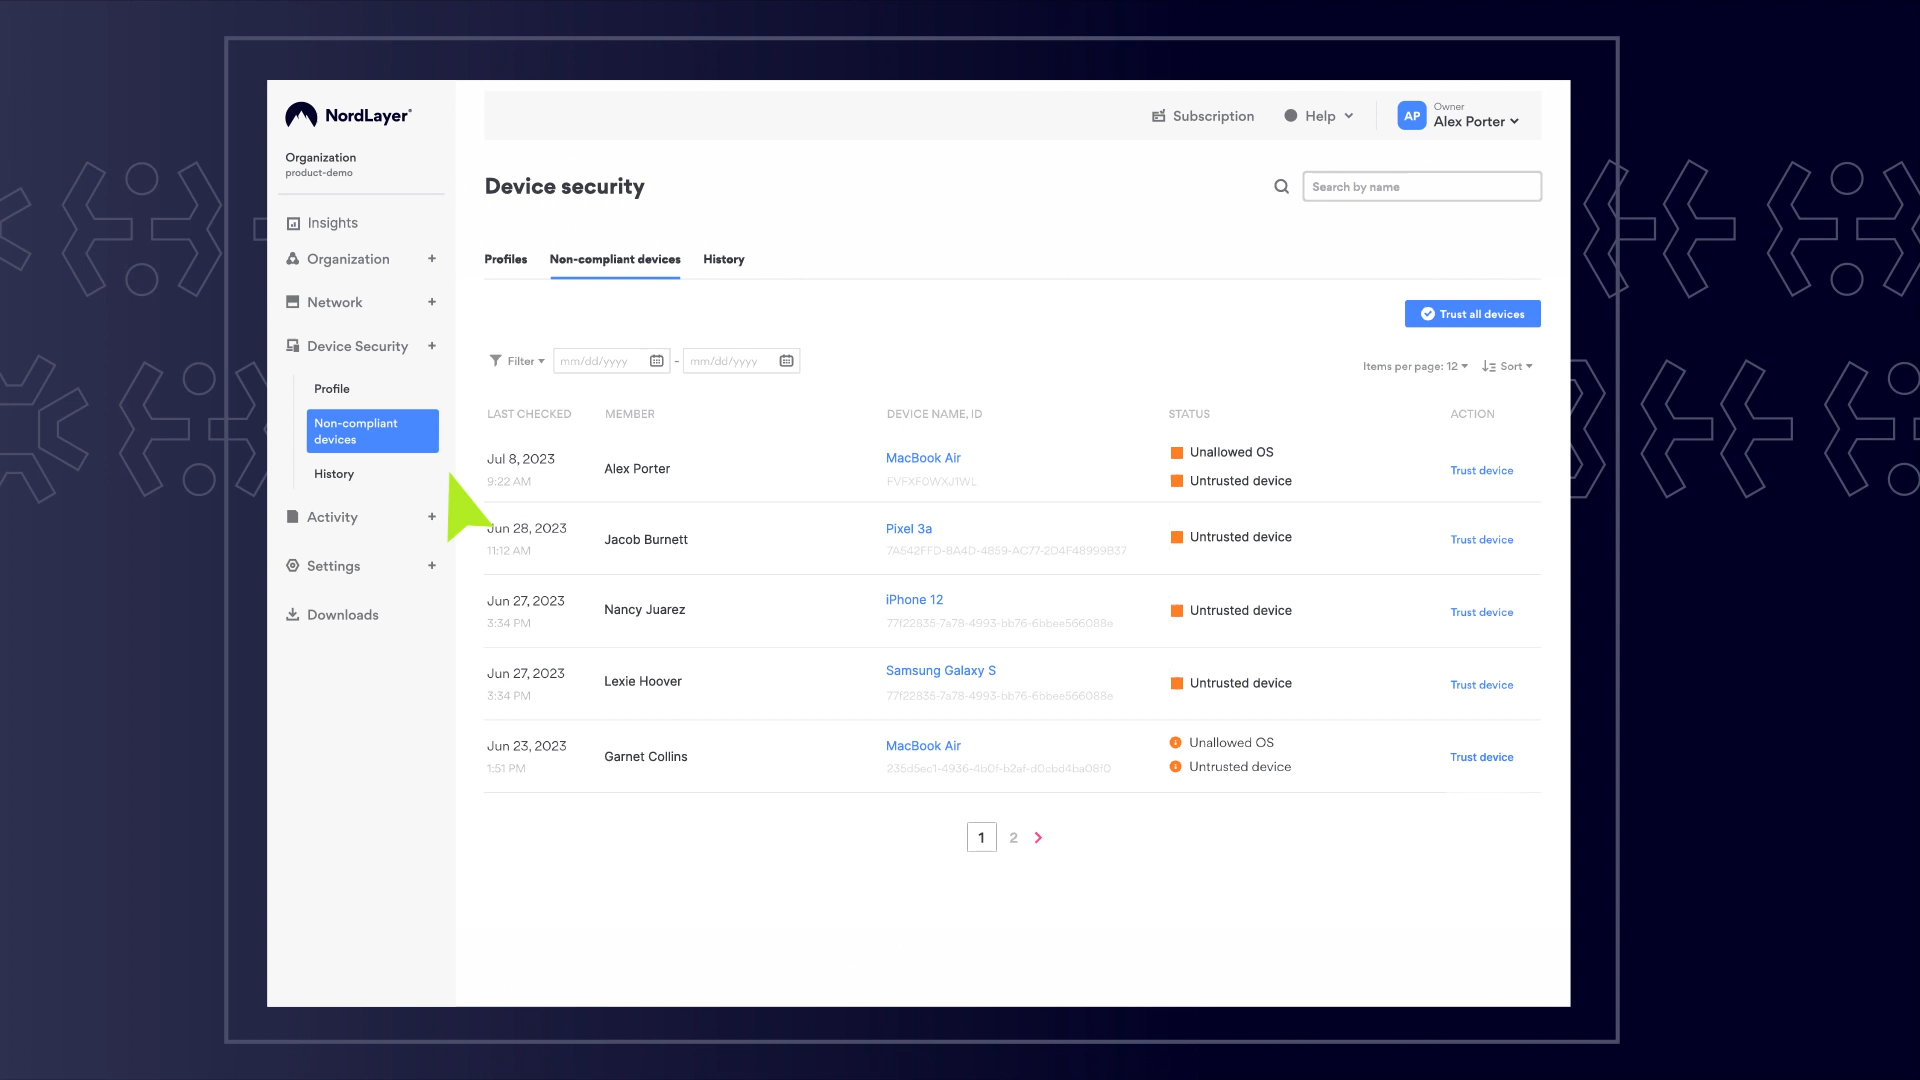 NordLayer®
Organization
product-demo
Insights
Organization +
Network +
Device Security +
Profile
Non-compliant
devices
History
Activity +
Settings +
Downloads
Subscription
Help
AP
Owner
Alex Porter
Device security
Search by name
Profiles
Non-compliant devices
History
Trust all devices
Filter
mm/dd/yyyy - mm/dd/yyyy
Items per page: 12
Sort
LAST CHECKED MEMBER DEVICE NAME, ID STATUS ACTION
Jul 8, 2023
9:22 AM
Alex Porter
MacBook Air
FVFXF0WXJ1WL
Unallowed OS
Untrusted device
Trust device
Jun 28, 2023
11:12 AM
Jacob Burnett
Pixel 3a
7A542FFD-8A4D-4859-AC77-2D4F48999B37
Untrusted device
Trust device
Jun 27, 2023
3:34 PM
Nancy Juarez
iPhone 12
77f22835-7a78-4993-bb76-6bbee566088e
Untrusted device
Trust device
Jun 27, 2023
3:34 PM
Lexie Hoover
Samsung Galaxy S
77f22835-7a78-4993-bb76-6bbee566088e
Untrusted device
Trust device
Jun 23, 2023
1:51 PM
Garnet Collins
MacBook Air
235d5ec1-4936-4b0f-b2af-d0cbd4ba08f0
Unallowed OS
Untrusted device
Trust device
1 2